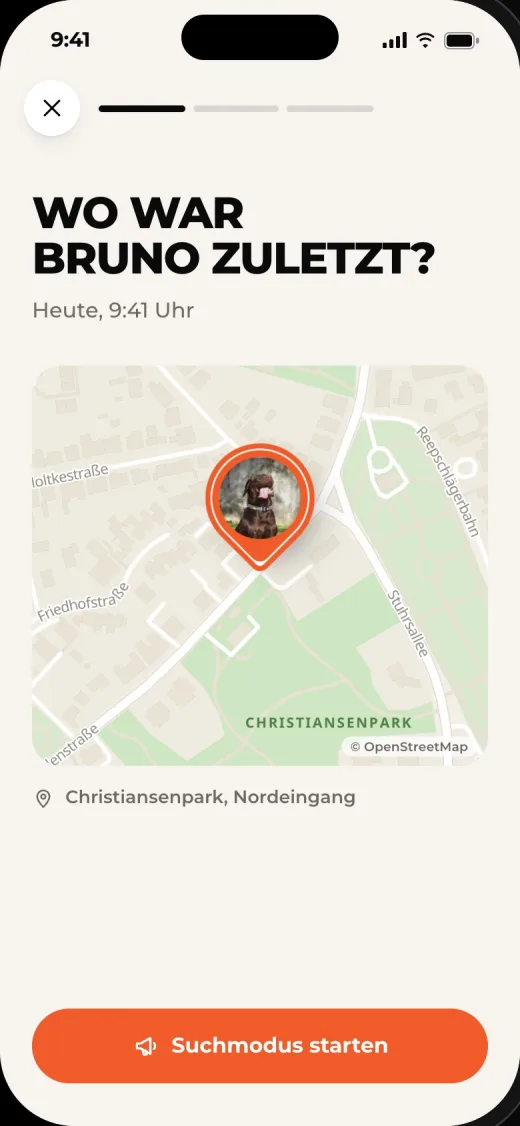 9:41
WO WAR
BRUNO ZULETZT?
Heute, 9:41 Uhr
Reepschlägerbahn
oltkestraße
Friedhofstraße
Stuhrsallee
CHRISTIANSENPARK
lenstraße
© OpenStreetMap
Christiansenpark, Nordeingang
Suchmodus starten